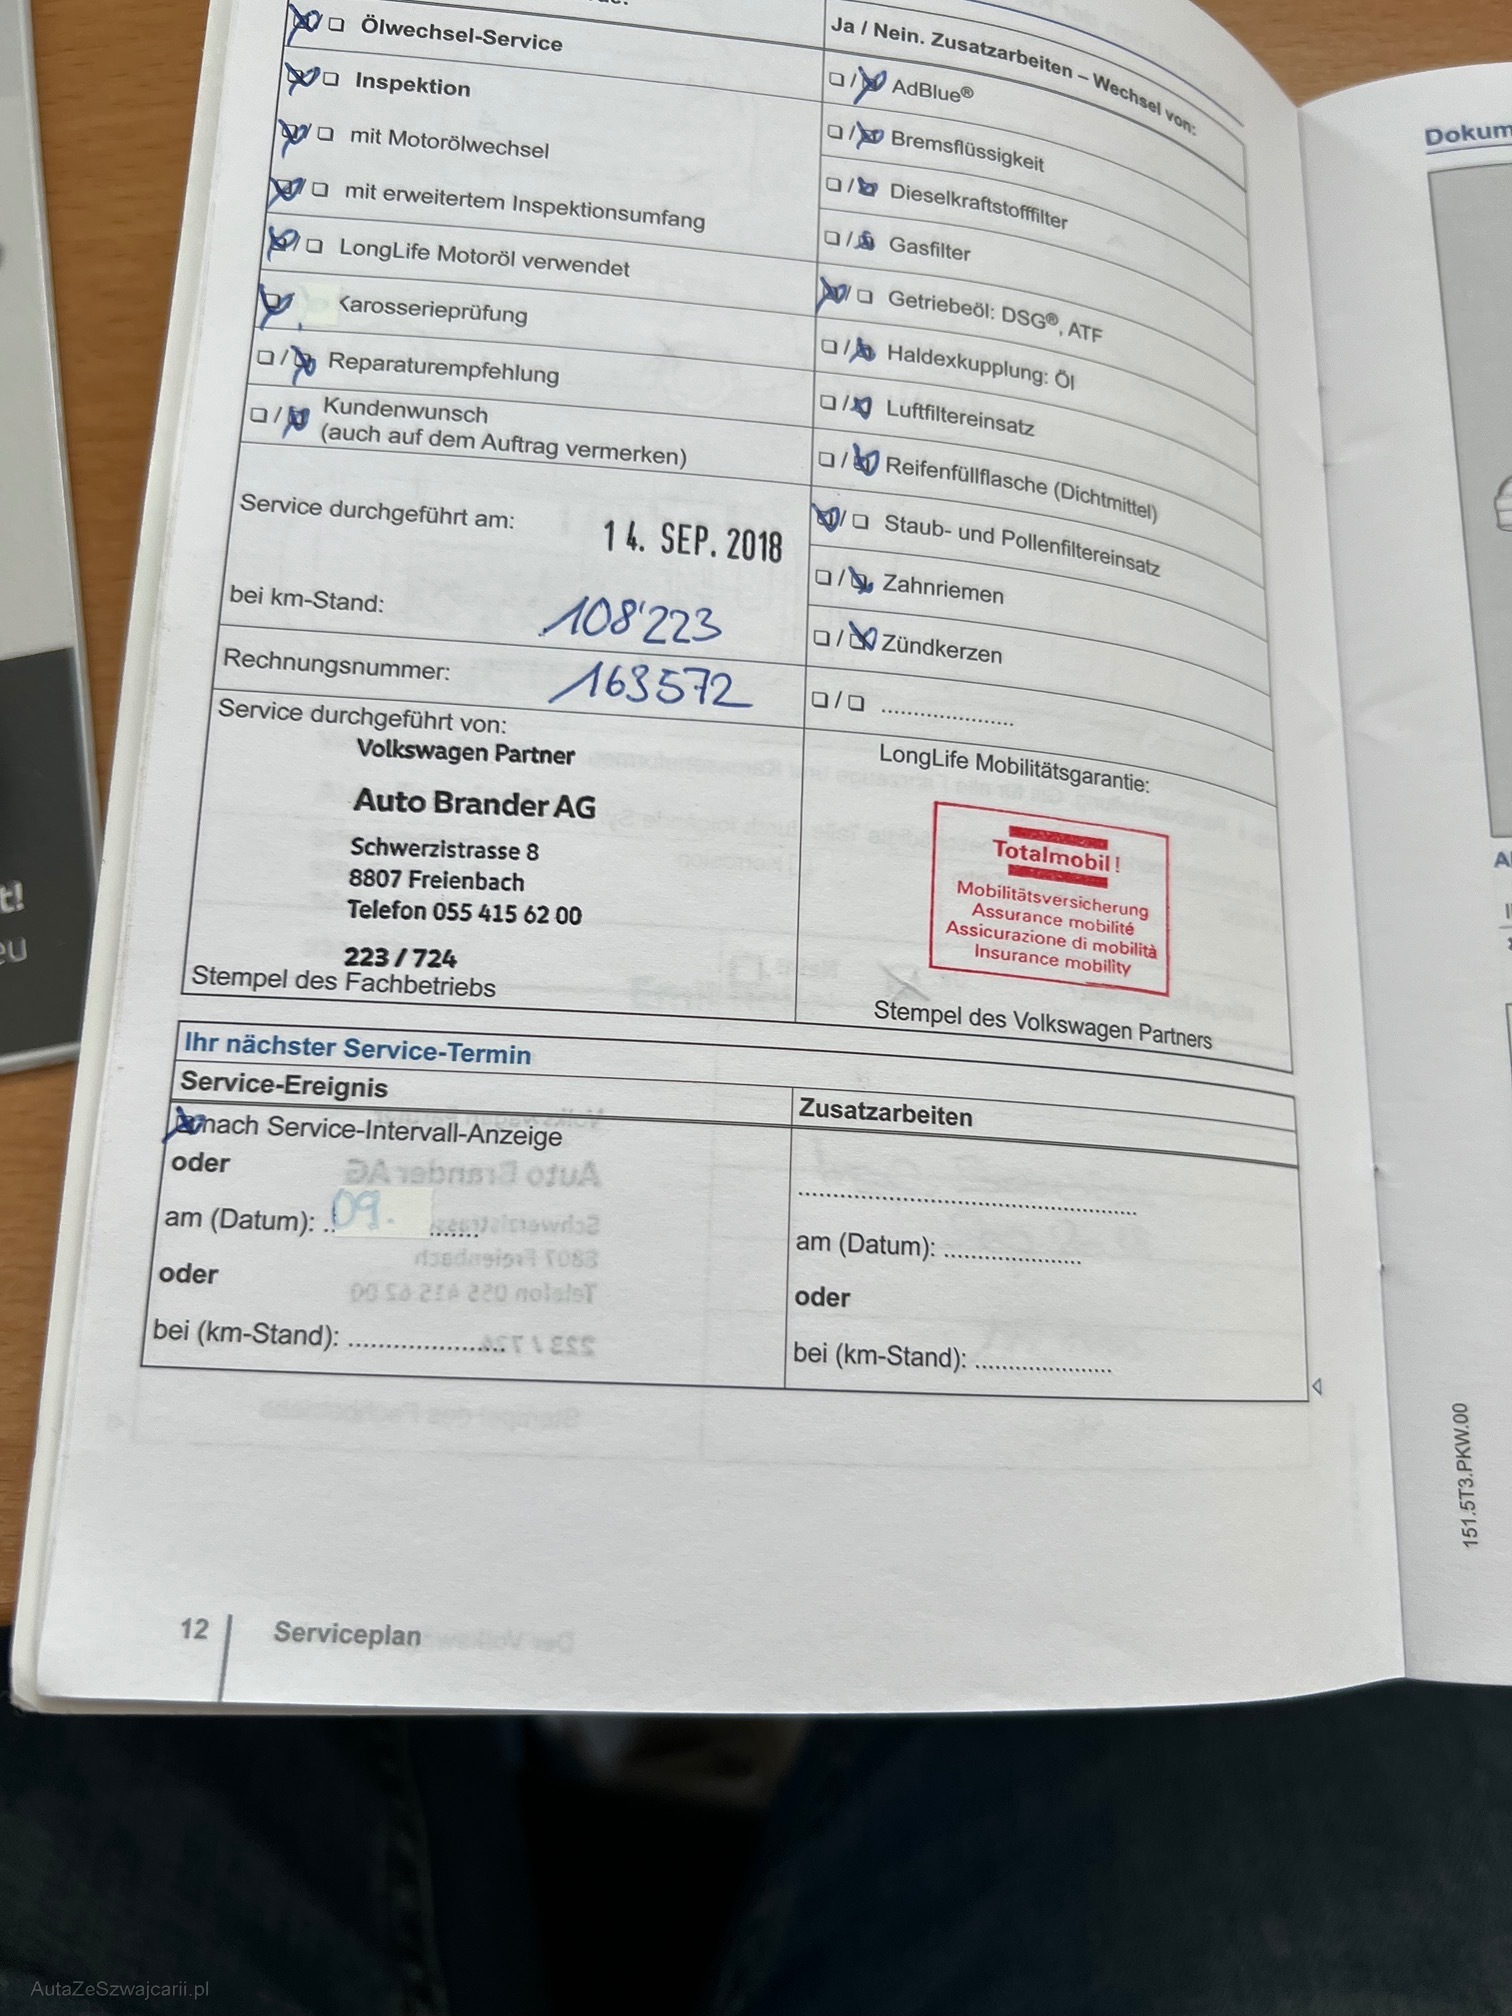 Ölwechsel-Service
Inspektion
mit Motorölwechsel
mit erweitertem Inspektionsumfang
LongLife Motoröl verwendet
Karosserieprüfung
Reparaturempfehlung
Kundenwunsch
(auch auf dem Auftrag vermerken)
Service durchgeführt am: 14. SEP. 2018
bei km-Stand: 108'223
Rechnungsnummer: 163572
Service durchgeführt von:
Volkswagen Partner
Auto Brander AG
Schwerzistrasse 8
8807 Freienbach
Telefon 055 415 62 00
223 / 724
Stempel des Fachbetriebs
Ja / Nein. Zusatzarbeiten – Wechsel von:
AdBlue®
Bremsflüssigkeit
Dieselkraftstofffilter
Gasfilter
Getriebeöl: DSG®, ATF
Haldexkupplung: Öl
Luftfiltereinsatz
Reifenfüllflasche (Dichtmittel)
Staub- und Pollenfiltereinsatz
Zahnriemen
Zündkerzen
LongLife Mobilitätsgarantie:
Totalmobil!
Mobilitätsversicherung
Assurance mobilité
Assicurazione di mobilità
Insurance mobility
Stempel des Volkswagen Partners
Ihr nächster Service-Termin
Service-Ereignis
nach Service-Intervall-Anzeige
oder
am (Datum): 09.
oder
bei (km-Stand):
Zusatzarbeiten
am (Datum):
oder
bei (km-Stand):
12 Serviceplan
Dokum
151.5T3.PKW.00
AutaZeSzwajcarii.pl